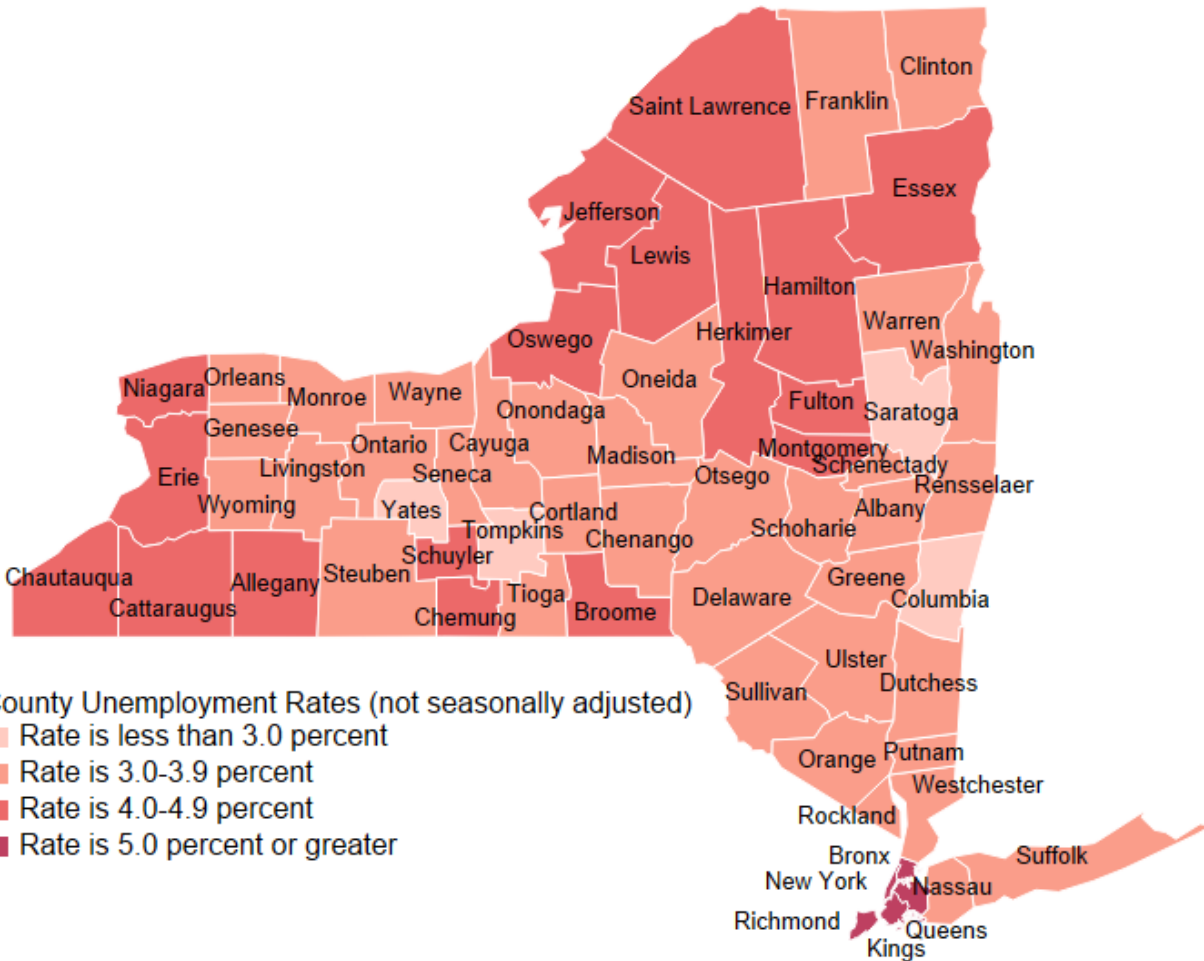 Clinton
Franklin
Saint Lawrence
Essex
Jefferson
Lewis
Hamilton
Warren
Herkimer
Oswego
Washington
Oneida
Orleans
Niagara
Monroe
Wayne
Fulton
Onondaga
Saratoga
Genesee
Ontario
Cayuga
Montgomery
Madison
Schenectady
Livingston
Seneca
Otsego
Erie
Rensselaer
Wyoming
Yates
Cortland
Albany
Tompkins
Schoharie
Chenango
Schuyler
Steuben
Chautauqua
Allegany
Greene
Tioga
Delaware
Columbia
Cattaraugus
Chemung
Broome
Ulster
Dutchess
Sullivan
County Unemployment Rates (not seasonally adjusted)
Rate is less than 3.0 percent
Rate is 3.0-3.9 percent
Rate is 4.0-4.9 percent
Rate is 5.0 percent or greater
Putnam
Orange
Westchester
Rockland
Bronx
Suffolk
New York
Nassau
Richmond
Queens
Kings